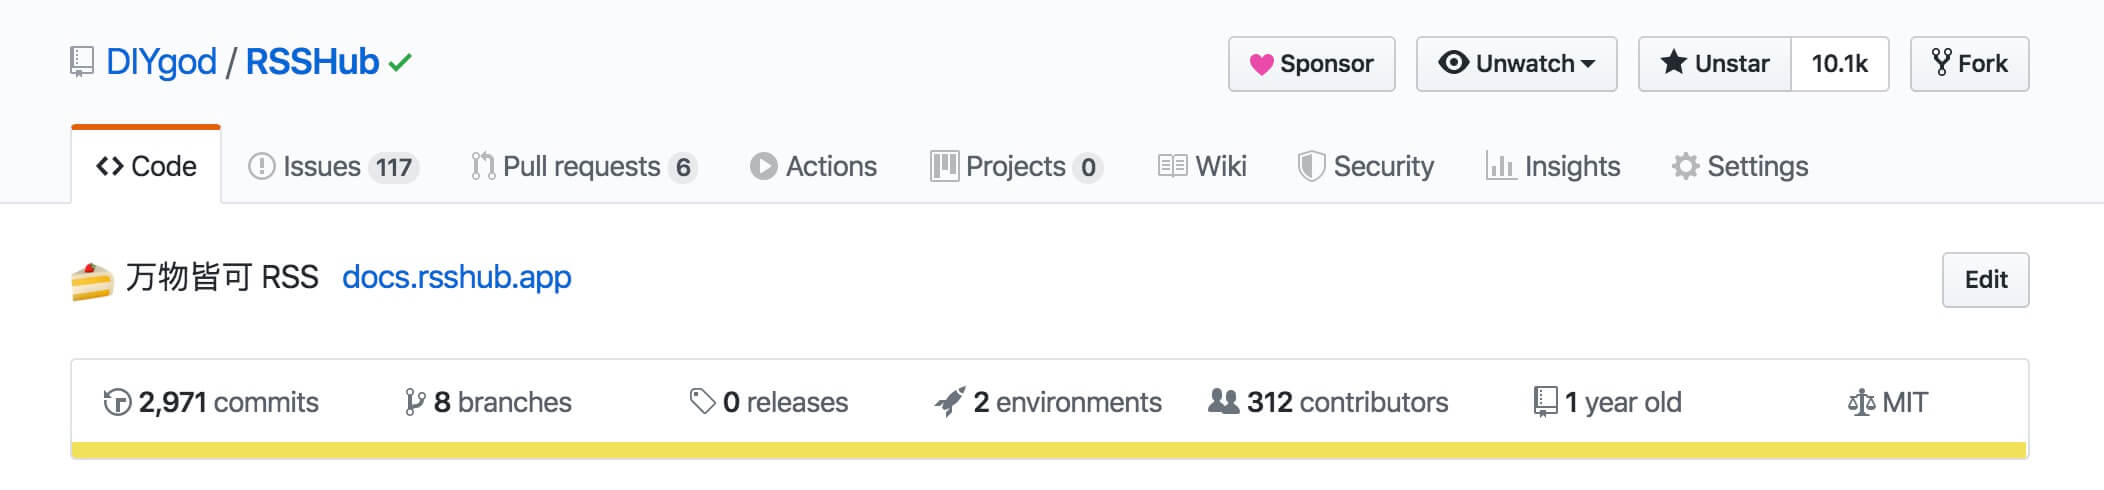 DIYgod / RSSHub Sponsor Unwatch Unstar 10.1k Fork
Code Issues 117 Pull requests 6 Actions Projects 0 Wiki Security Insights Settings
万物皆可 RSS docs.rsshub.app Edit
2,971 commits 8 branches 0 releases 2 environments 312 contributors 1 year old MIT